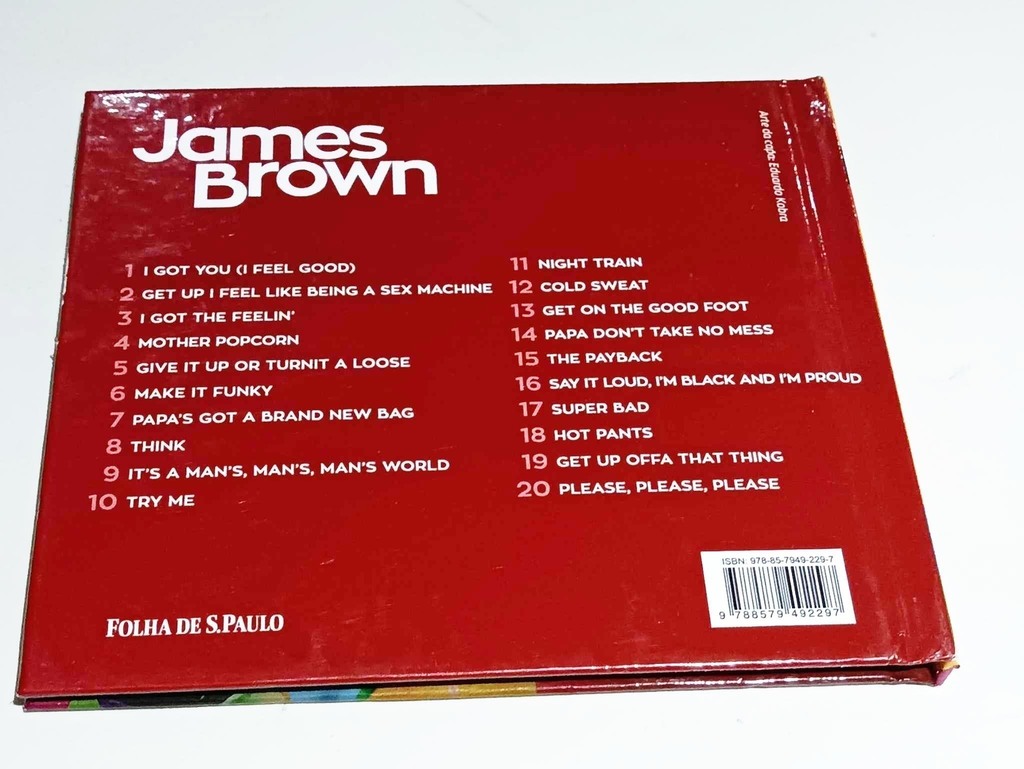 James
Brown
Arte da capa: Eduardo Kobra
1 I GOT YOU (I FEEL GOOD)
2 GET UP I FEEL LIKE BEING A SEX MACHINE
3 I GOT THE FEELIN'
4 MOTHER POPCORN
5 GIVE IT UP OR TURNIT A LOOSE
6 MAKE IT FUNKY
7 PAPA'S GOT A BRAND NEW BAG
8 THINK
9 IT'S A MAN'S, MAN'S, MAN'S WORLD
10 TRY ME
11 NIGHT TRAIN
12 COLD SWEAT
13 GET ON THE GOOD FOOT
14 PAPA DON'T TAKE NO MESS
15 THE PAYBACK
16 SAY IT LOUD, I'M BLACK AND I'M PROUD
17 SUPER BAD
18 HOT PANTS
19 GET UP OFFA THAT THING
20 PLEASE, PLEASE, PLEASE
FOLHA DE S.PAULO
ISBN 978-85-7949-229-7
9 788579 492297